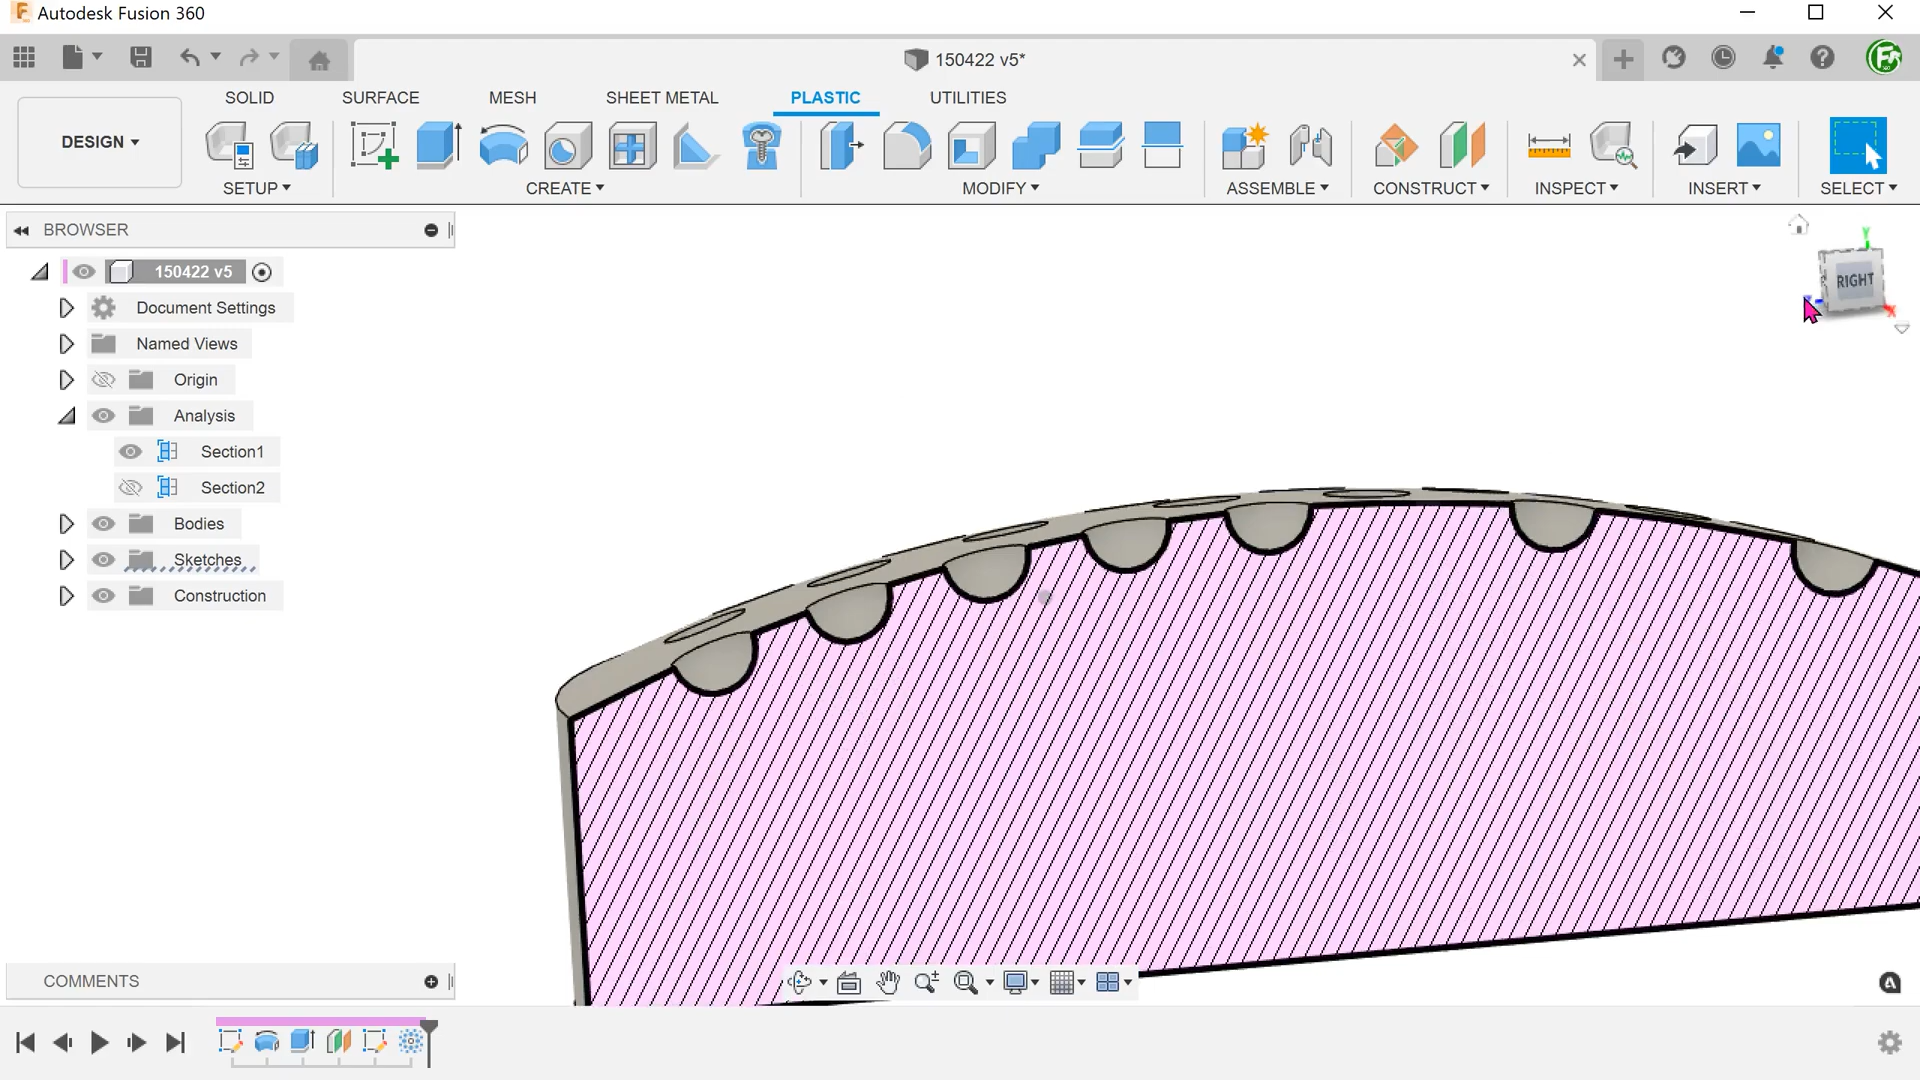 Autodesk Fusion 360
150422 v5*
SOLID SURFACE MESH SHEET METAL PLASTIC UTILITIES
DESIGN
SETUP CREATE MODIFY ASSEMBLE CONSTRUCT INSPECT INSERT SELECT
BROWSER
150422 v5
Document Settings
Named Views
Origin
Analysis
Section1
Section2
Bodies
Sketches
Construction
RIGHT
Y
X
COMMENTS